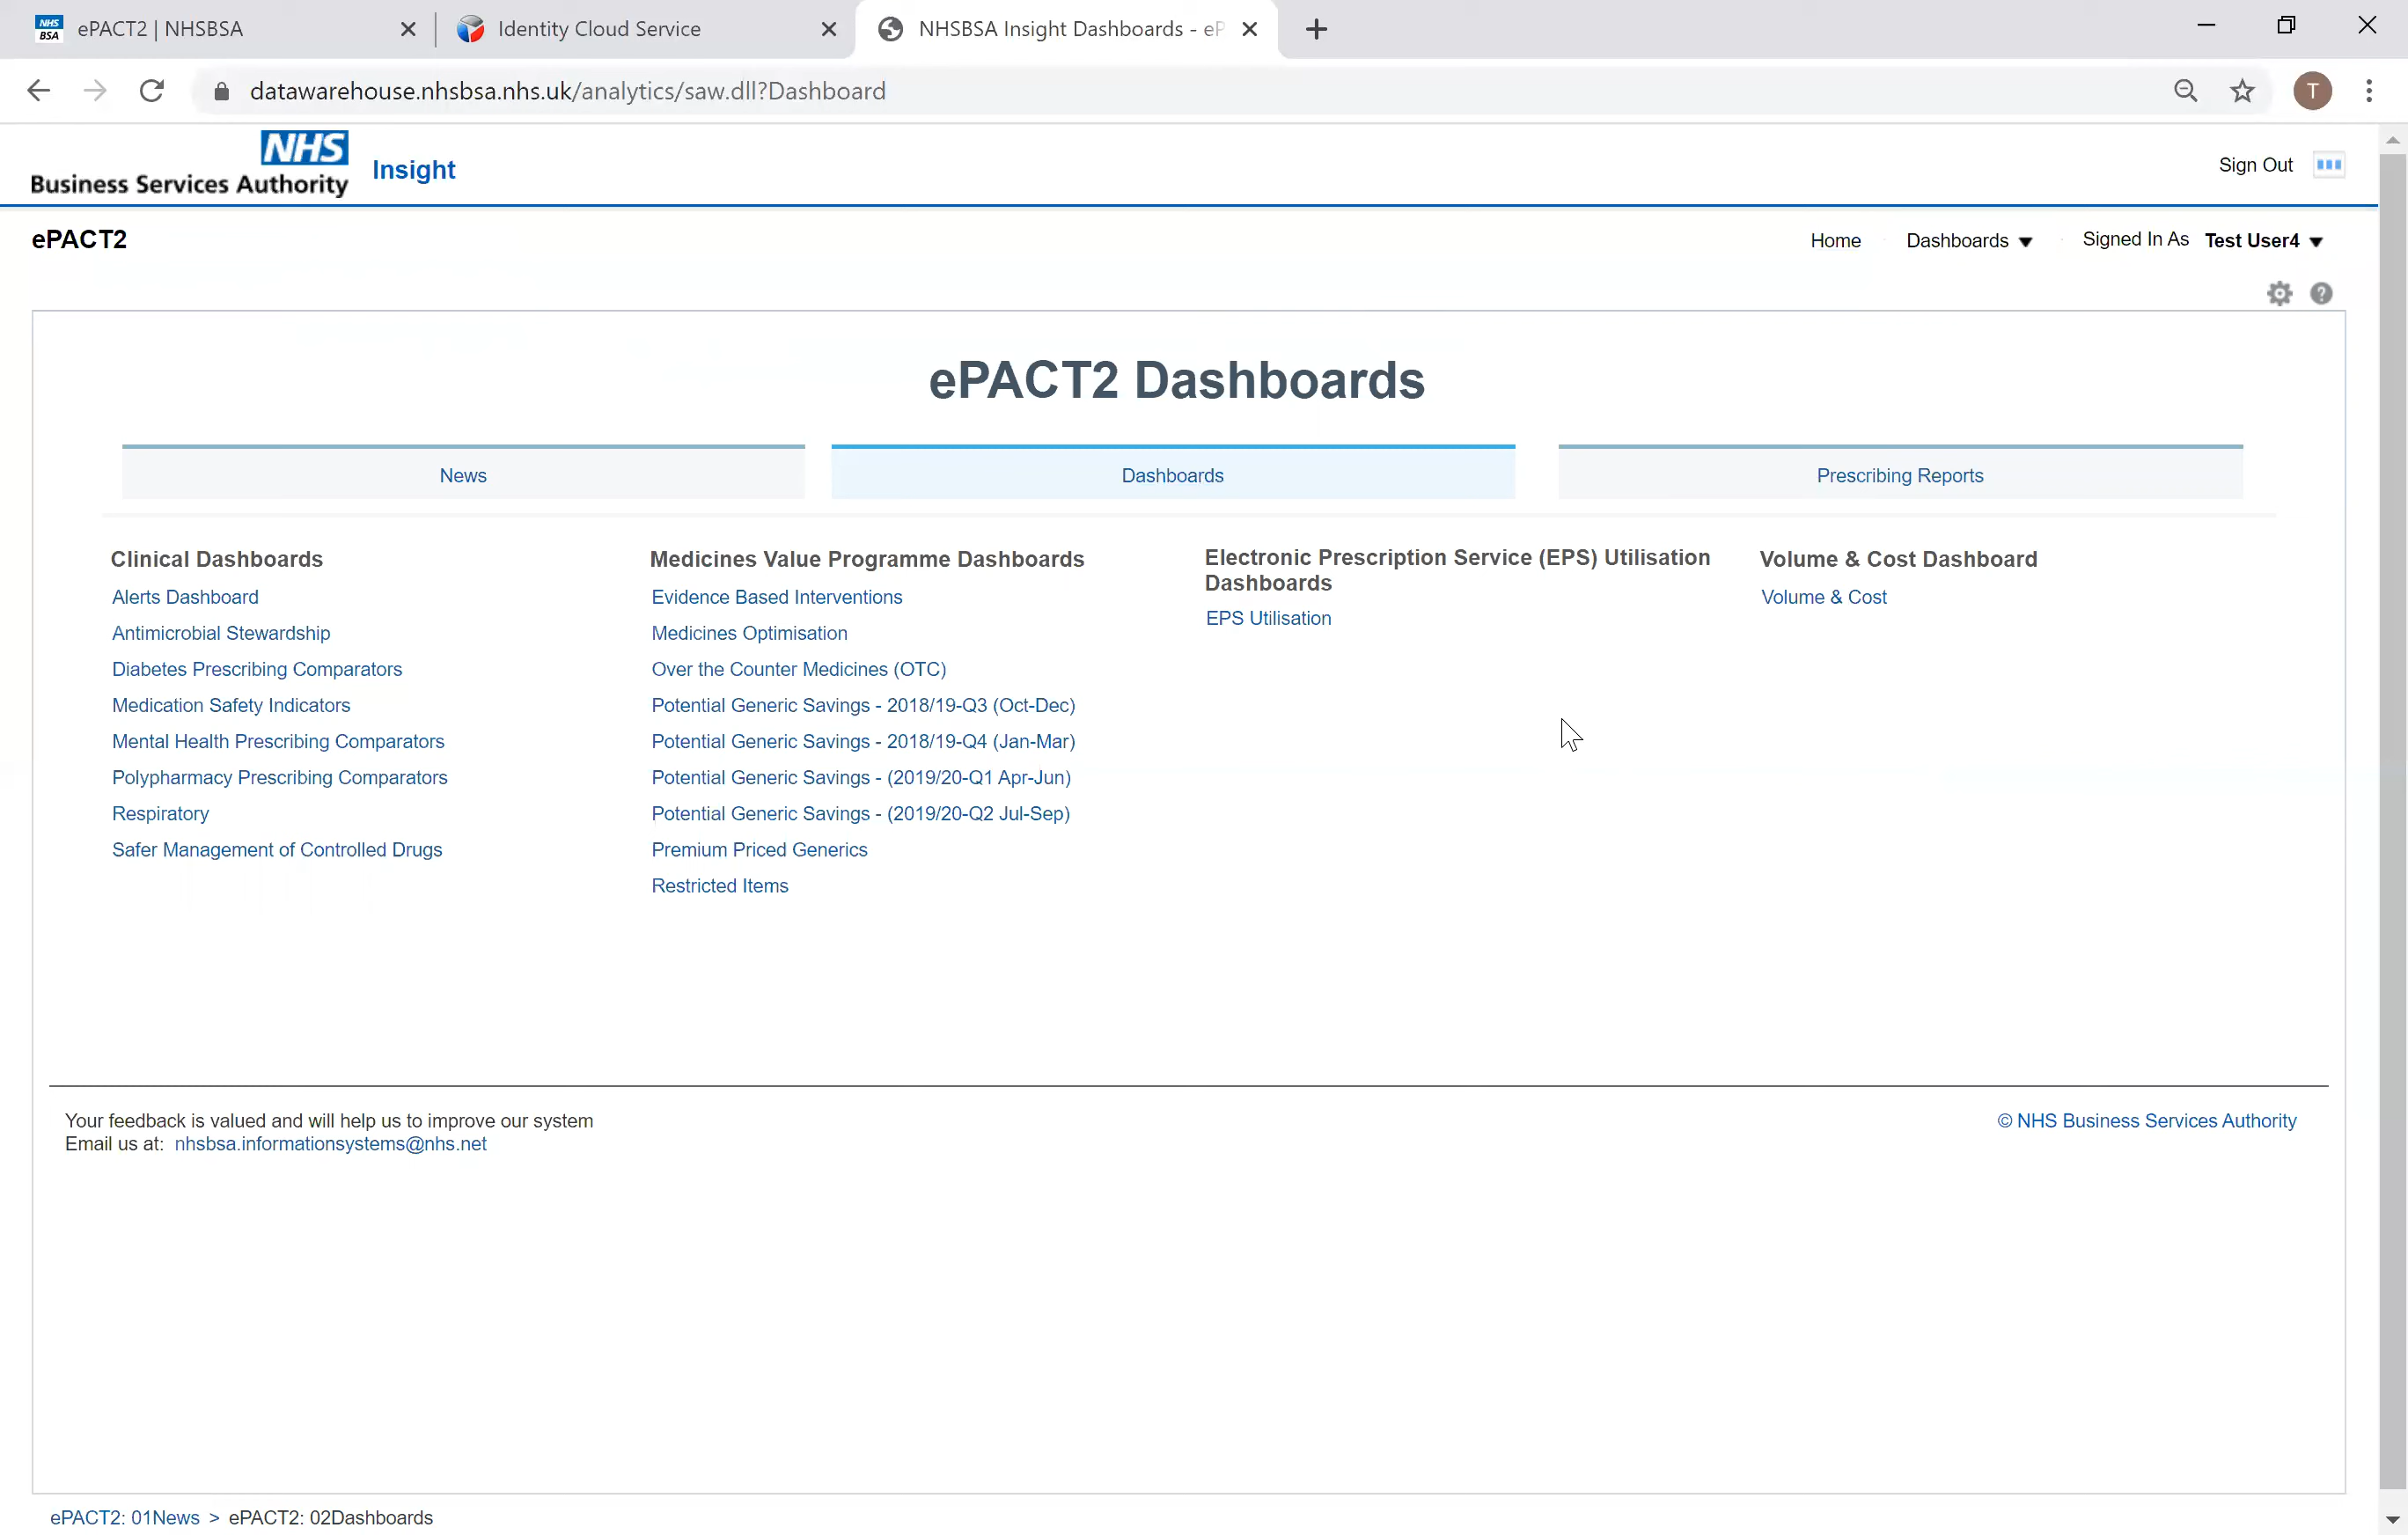 NHS BSA ePACT2 | NHSBSA
Identity Cloud Service
NHSBSA Insight Dashboards - eP
datawarehouse.nhsbsa.nhs.uk/analytics/saw.dll?Dashboard
T
NHS
Business Services Authority
Insight
Sign Out
ePACT2
Home
Dashboards
Signed In As Test User4
ePACT2 Dashboards
News
Dashboards
Prescribing Reports
Clinical Dashboards
Alerts Dashboard
Antimicrobial Stewardship
Diabetes Prescribing Comparators
Medication Safety Indicators
Mental Health Prescribing Comparators
Polypharmacy Prescribing Comparators
Respiratory
Safer Management of Controlled Drugs
Medicines Value Programme Dashboards
Evidence Based Interventions
Medicines Optimisation
Over the Counter Medicines (OTC)
Potential Generic Savings - 2018/19-Q3 (Oct-Dec)
Potential Generic Savings - 2018/19-Q4 (Jan-Mar)
Potential Generic Savings - (2019/20-Q1 Apr-Jun)
Potential Generic Savings - (2019/20-Q2 Jul-Sep)
Premium Priced Generics
Restricted Items
Electronic Prescription Service (EPS) Utilisation
Dashboards
EPS Utilisation
Volume & Cost Dashboard
Volume & Cost
Your feedback is valued and will help us to improve our system
Email us at: nhsbsa.informationsystems@nhs.net
© NHS Business Services Authority
ePACT2: 01News > ePACT2: 02Dashboards